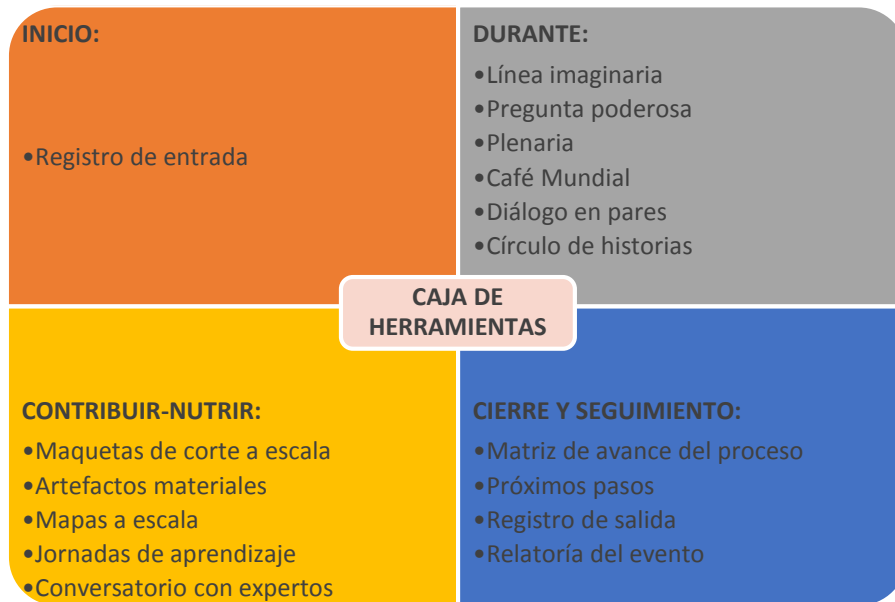 INICIO:
•Registro de entrada
DURANTE:
•Línea imaginaria
•Pregunta poderosa
•Plenaria
•Café Mundial
•Diálogo en pares
•Círculo de historias
CAJA DE
HERRAMIENTAS
CONTRIBUIR-NUTRIR:
•Maquetas de corte a escala
•Artefactos materiales
•Mapas a escala
•Jornadas de aprendizaje
•Conversatorio con expertos
CIERRE Y SEGUIMIENTO:
•Matriz de avance del proceso
•Próximos pasos
•Registro de salida
•Relatoría del evento